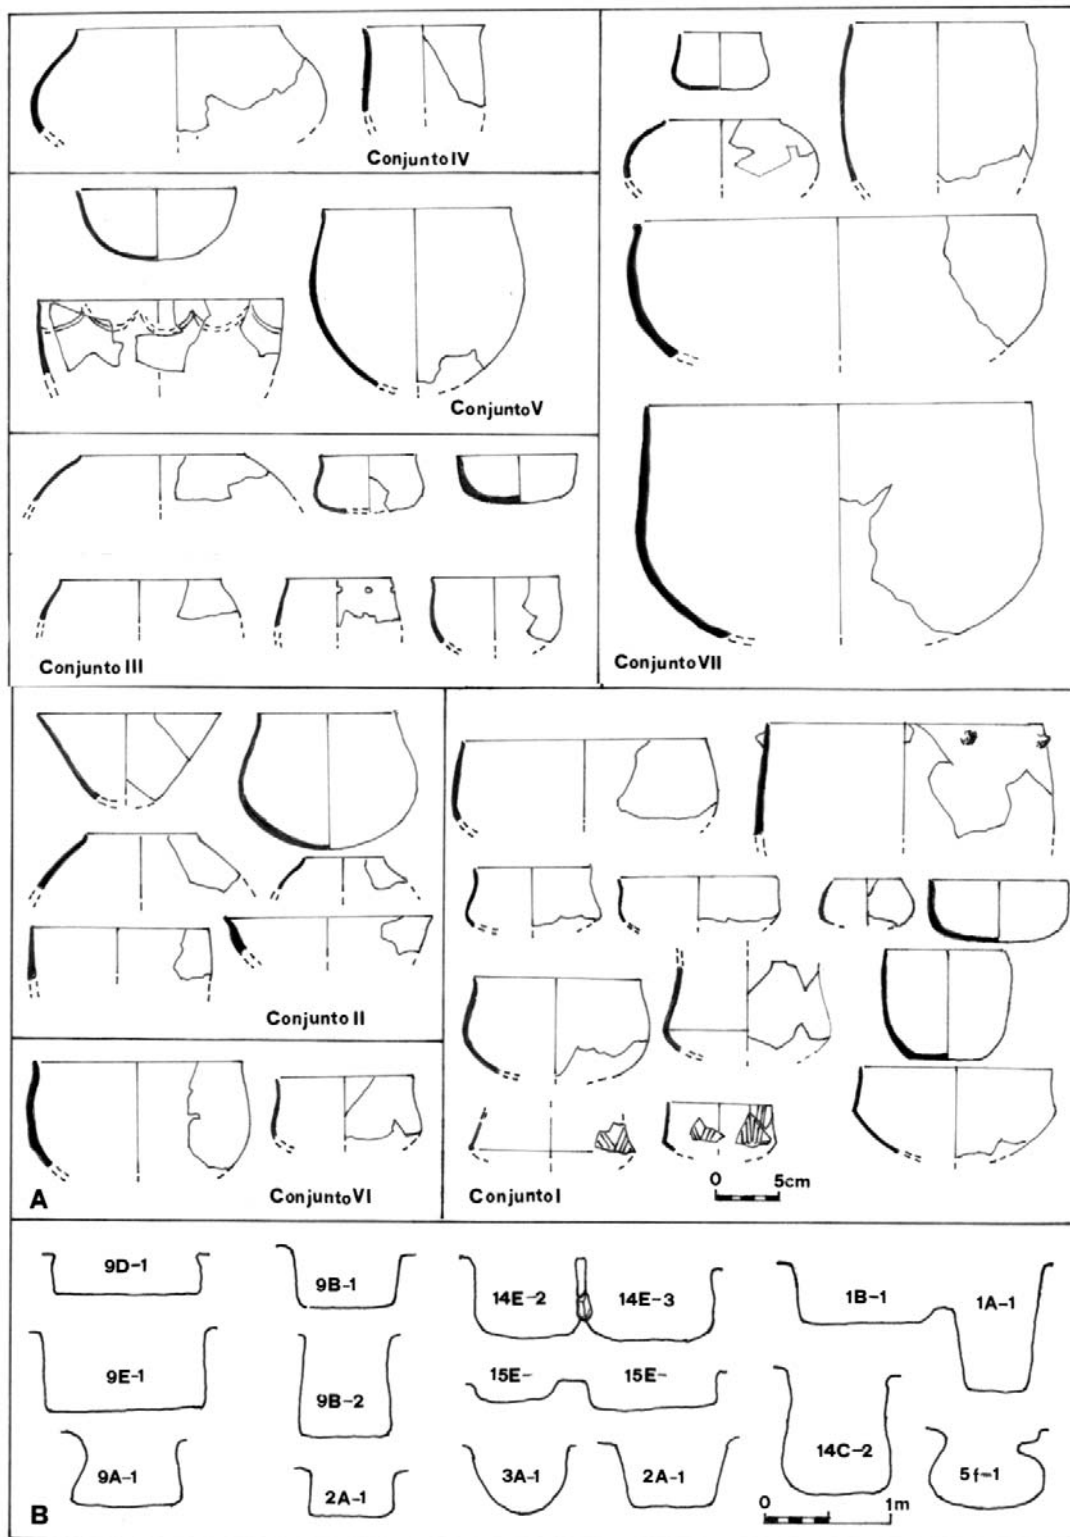 Conjunto IV
Conjunto V
Conjunto III
Conjunto VII
Conjunto II
Conjunto VI
A
Conjunto I
0 5cm
9D-1
9B-1
14E-2
14E-3
1B-1
1A-1
9E-1
9B-2
15E-
15E-
14C-2
9A-1
2A-1
3A-1
2A-1
5f-1
B
0 1m